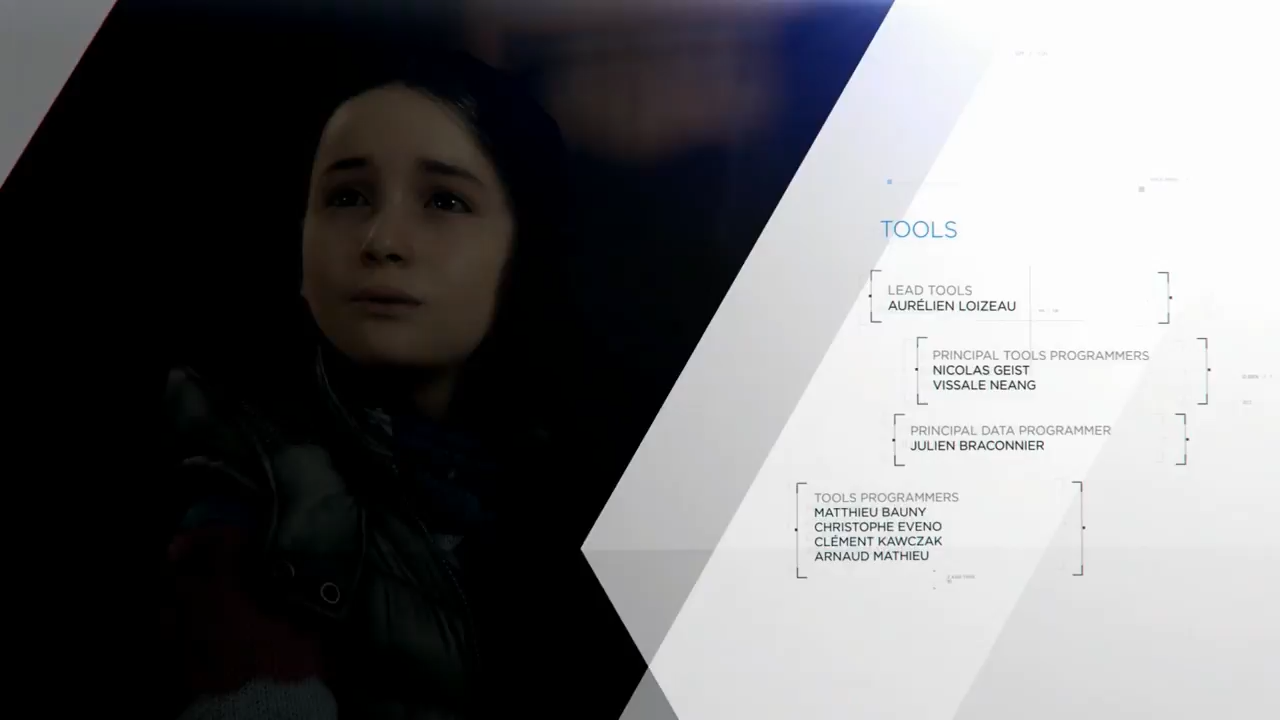 TOOLS
LEAD TOOLS
AURÉLIEN LOIZEAU
PRINCIPAL TOOLS PROGRAMMERS
NICOLAS GEIST
VISSALE NEANG
PRINCIPAL DATA PROGRAMMER
JULIEN BRACONNIER
TOOLS PROGRAMMERS
MATTHIEU BAUNY
CHRISTOPHE EVENO
CLÉMENT KAWCZAK
ARNAUD MATHIEU